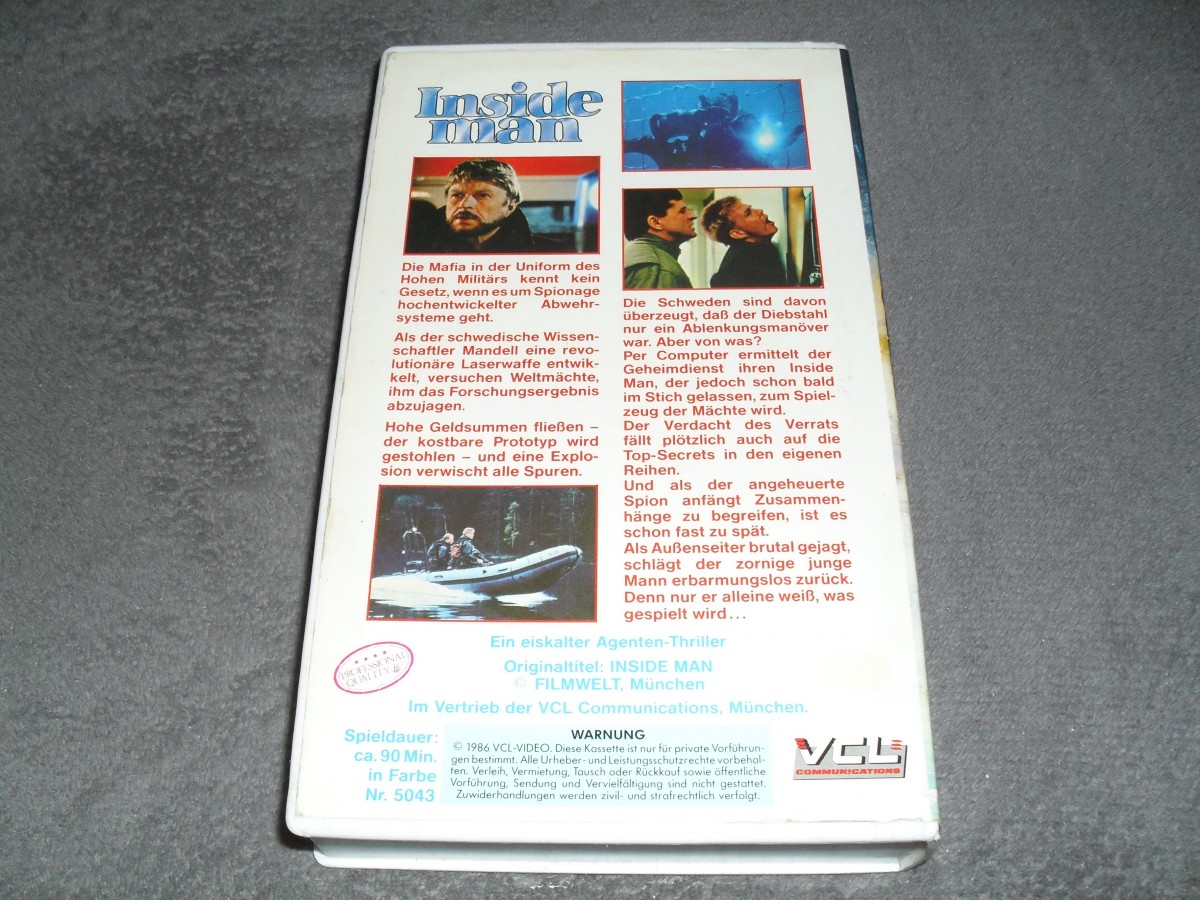 Inside
man
Die Mafia in der Uniform des
Hohen Militärs kennt kein
Gesetz, wenn es um Spionage
hochentwickelter Abwehr-
systeme geht.
Als der schwedische Wissen-
schaftler Mandell eine revo-
lutionäre Laserwaffe entwik-
kelt, versuchen Weltmächte,
ihm das Forschungsergebnis
abzujagen.
Hohe Geldsummen fließen –
der kostbare Prototyp wird
gestohlen – und eine Explo-
sion verwischt alle Spuren.
Die Schweden sind davon
überzeugt, daß der Diebstahl
nur ein Ablenkungsmanöver
war. Aber von was?
Per Computer ermittelt der
Geheimdienst ihren Inside
Man, der jedoch schon bald
im Stich gelassen, zum Spiel-
zeug der Mächte wird.
Der Verdacht des Verrats
fällt plötzlich auch auf die
Top-Secrets in den eigenen
Reihen.
Und als der angeheuerte
Spion anfängt Zusammen-
hänge zu begreifen, ist es
schon fast zu spät.
Als Außenseiter brutal gejagt,
schlägt der zornige junge
Mann erbarmungslos zurück.
Denn nur er alleine weiß, was
gespielt wird...
Ein eiskalter Agenten-Thriller
Originaltitel: INSIDE MAN
© FILMWELT, München
Im Vertrieb der VCL Communications, München.
PROFESSIONAL
QUALITY
Spieldauer:
ca. 90 Min.
in Farbe
Nr. 5043
WARNUNG
© 1986 VCL-VIDEO. Diese Kassette ist nur für private Vorführun-
gen bestimmt. Alle Urheber- und Leistungsschutzrechte vorbehal-
ten. Verleih, Vermietung, Tausch oder Rückkauf sowie öffentliche
Vorführung, Sendung und Vervielfältigung sind nicht gestattet.
Zuwiderhandlungen werden zivil- und strafrechtlich verfolgt.
VCL
COMMUNICATIONS